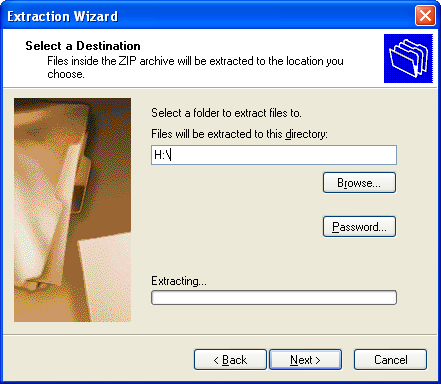 Extraction Wizard
Select a Destination
Files inside the ZIP archive will be extracted to the location you
choose.
Select a folder to extract files to.
Files will be extracted to this directory:
H:\
Browse...
Password...
Extracting...
< Back
Next >
Cancel